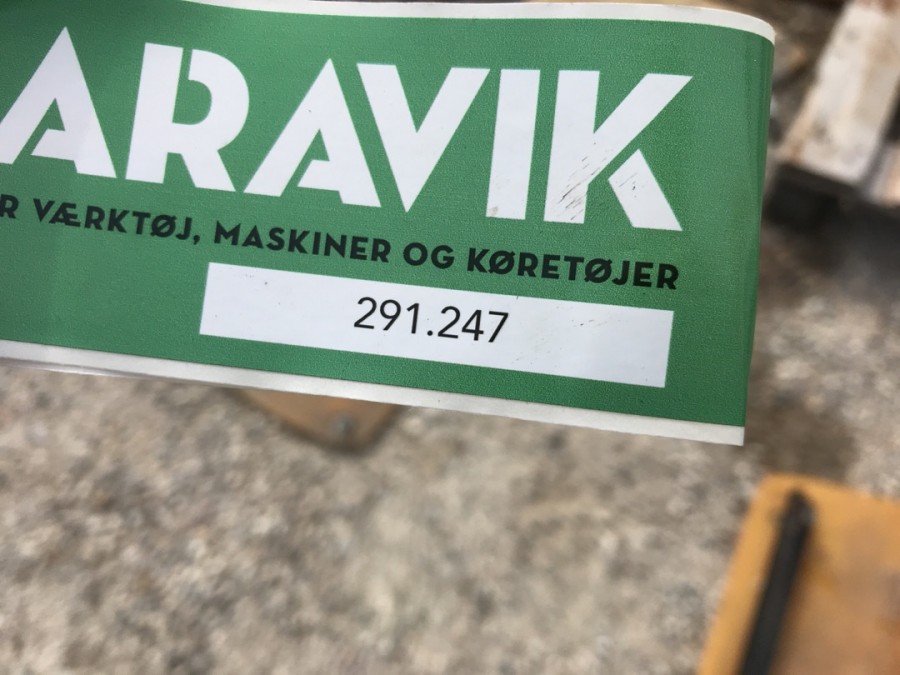 ARAVIK
R VÆRKTØJ, MASKINER OG KØRETØJER
291.247